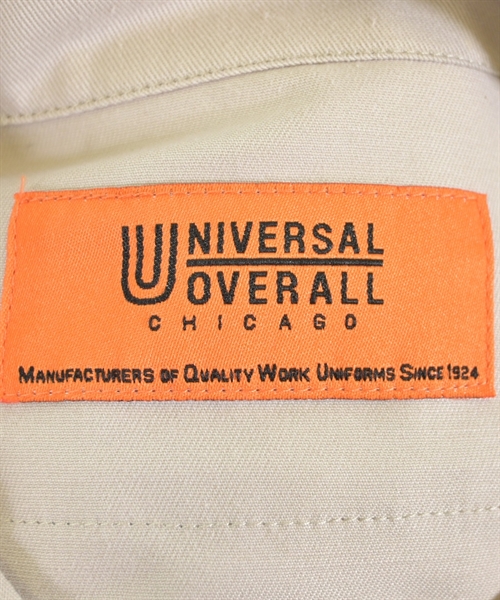 UNIVERSAL
OVERALL
CHICAGO
MANUFACTURERS OF QUALITY WORK UNIFORMS SINCE 1924